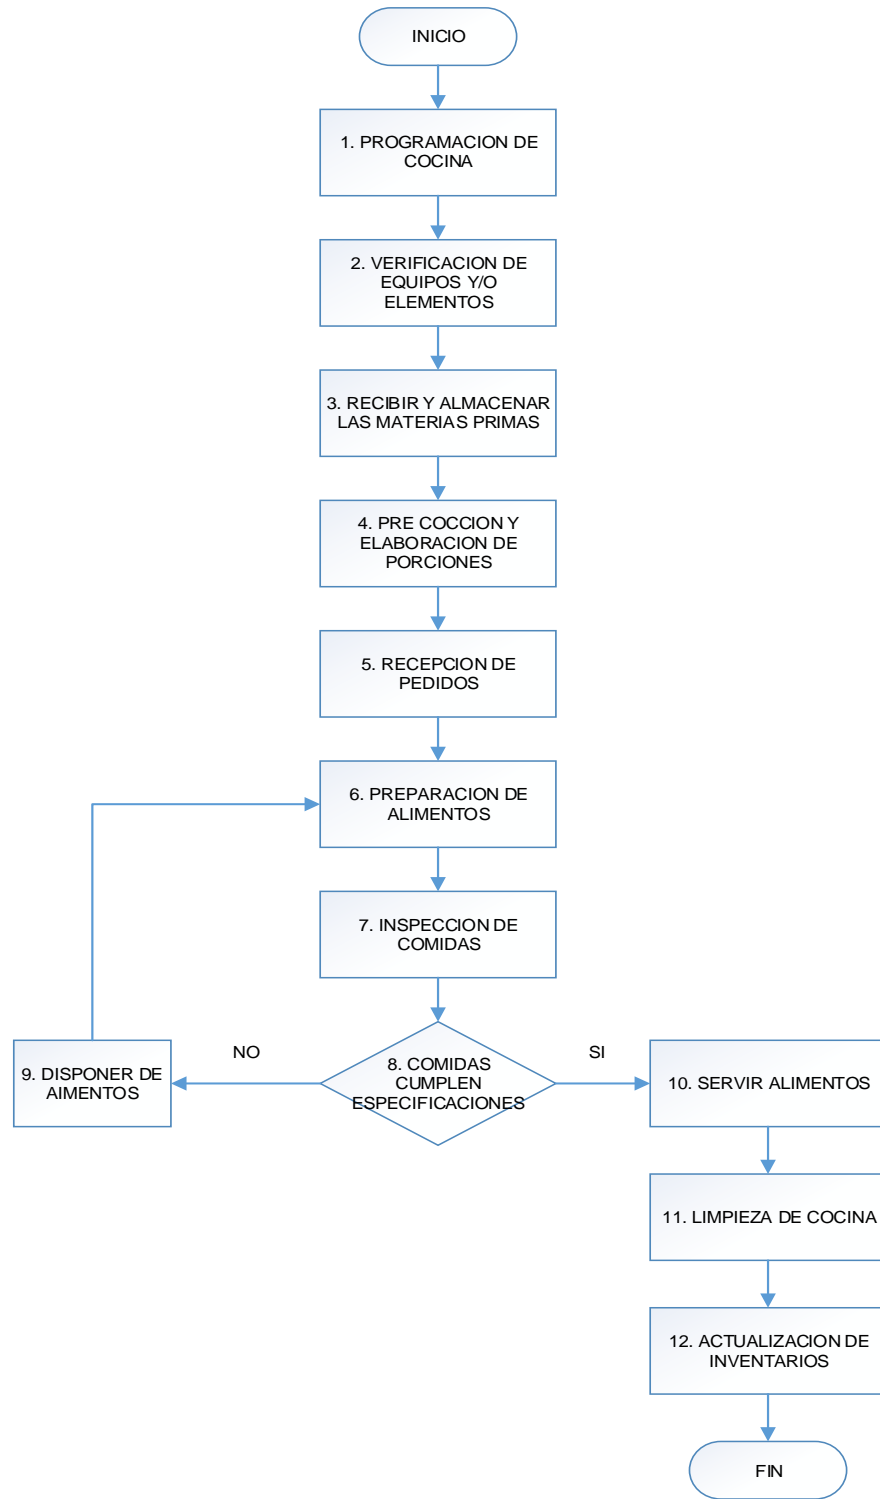 INICIO
1. PROGRAMACION DE
COCINA
2. VERIFICACION DE
EQUIPOS Y/O
ELEMENTOS
3. RECIBIR Y ALMACENAR
LAS MATERIAS PRIMAS
4. PRE COCCION Y
ELABORACION DE
PORCIONES
5. RECEPCION DE
PEDIDOS
6. PREPARACION DE
ALIMENTOS
7. INSPECCION DE
COMIDAS
8. COMIDAS
CUMPLEN
ESPECIFICACIONES
NO
SI
9. DISPONER DE
AIMENTOS
10. SERVIR ALIMENTOS
11. LIMPIEZA DE COCINA
12. ACTUALIZACION DE
INVENTARIOS
FIN